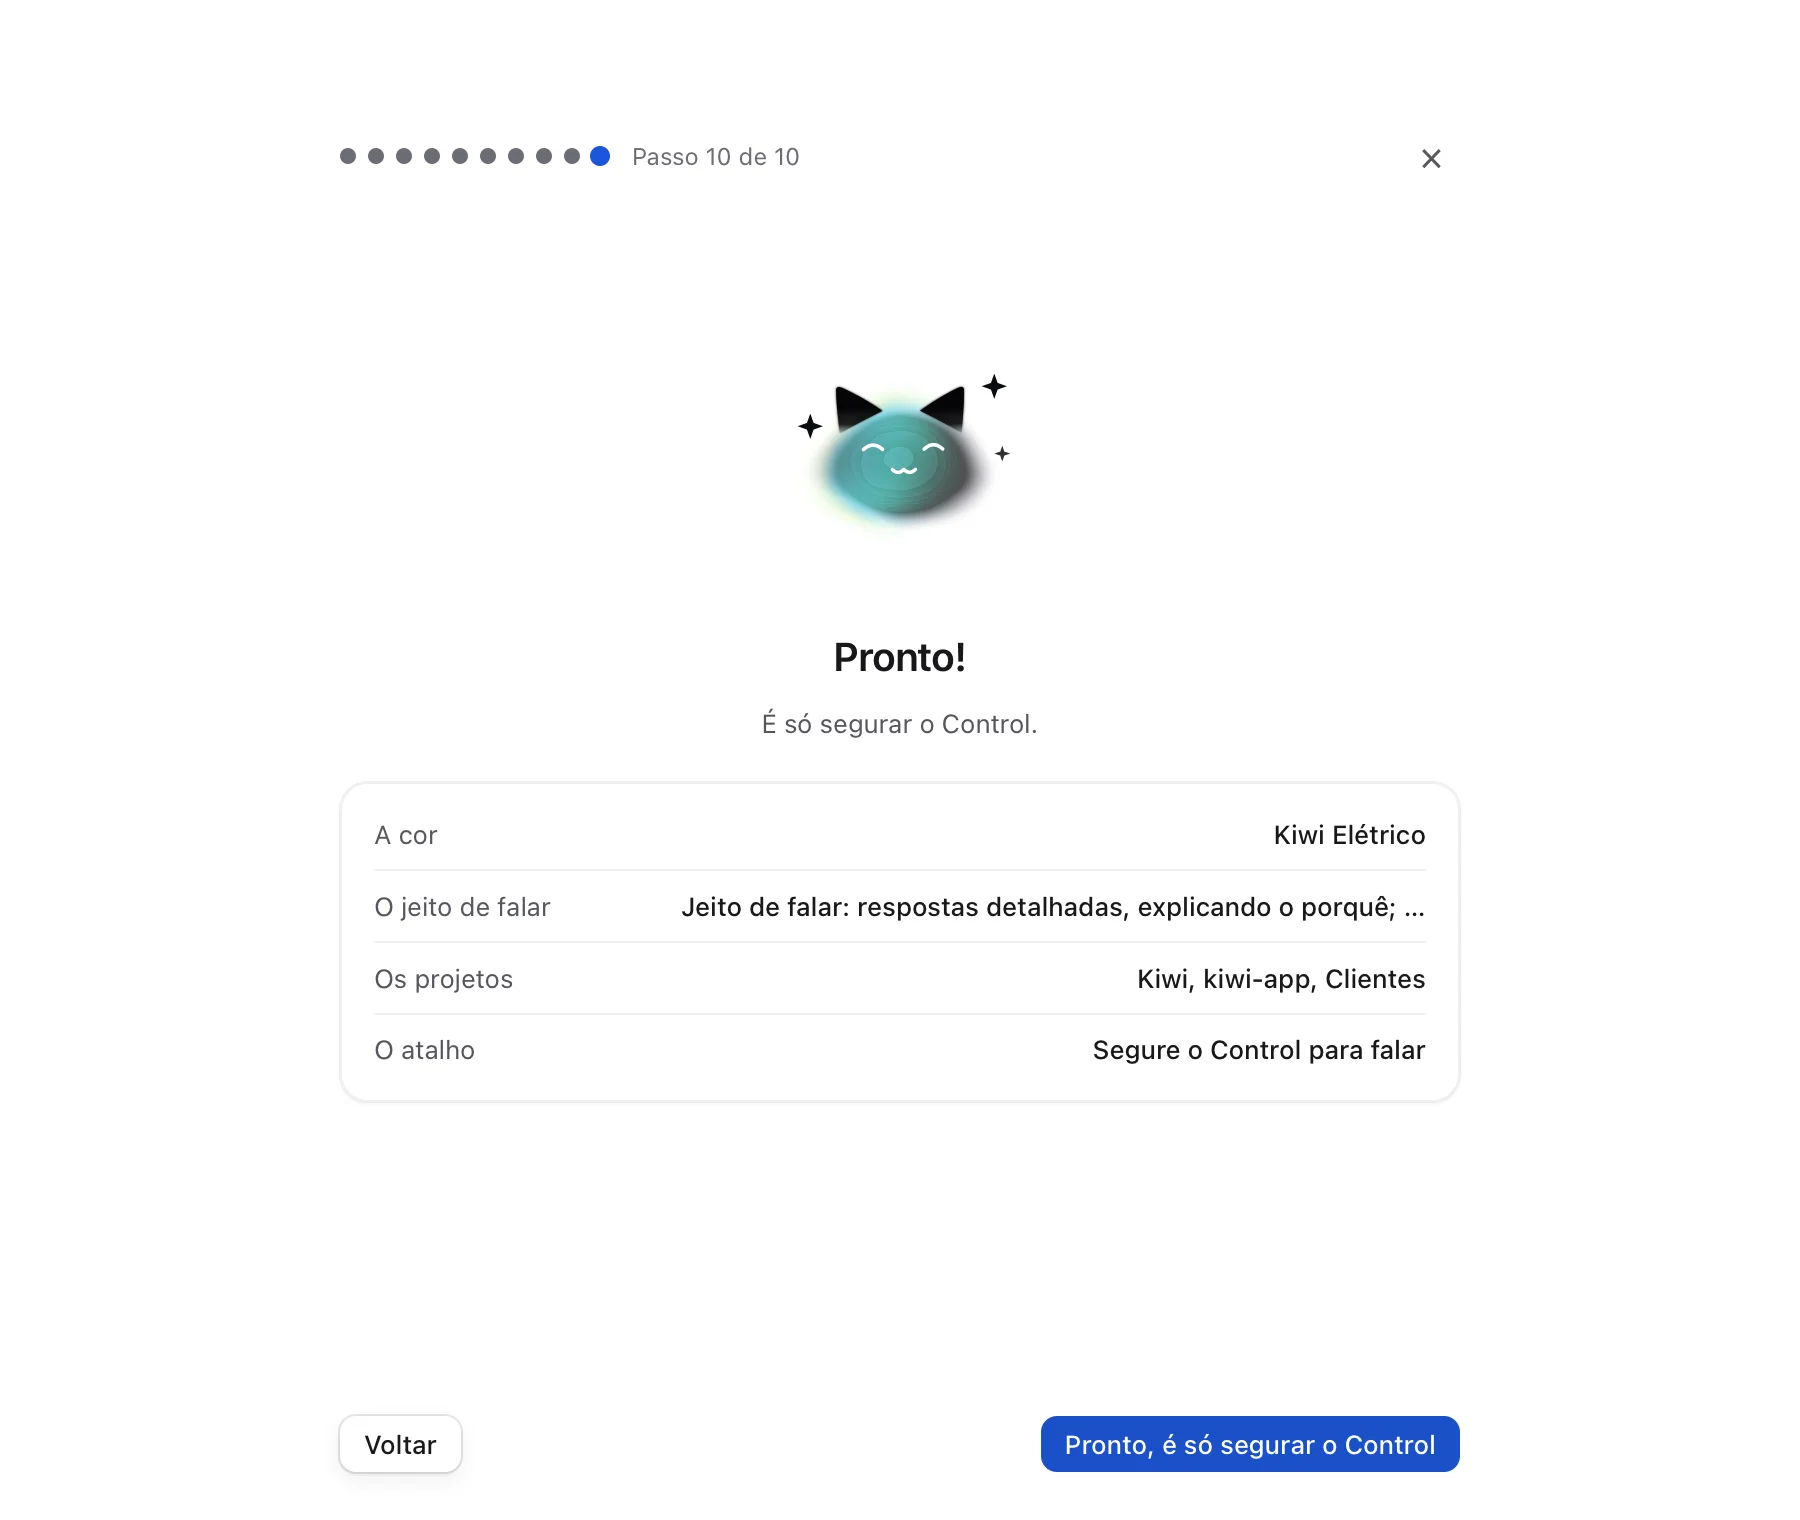 Passo 10 de 10
Pronto!
É só segurar o Control.
A cor
Kiwi Elétrico
O jeito de falar
Jeito de falar: respostas detalhadas, explicando o porquê; ...
Os projetos
Kiwi, kiwi-app, Clientes
O atalho
Segure o Control para falar
Voltar
Pronto, é só segurar o Control